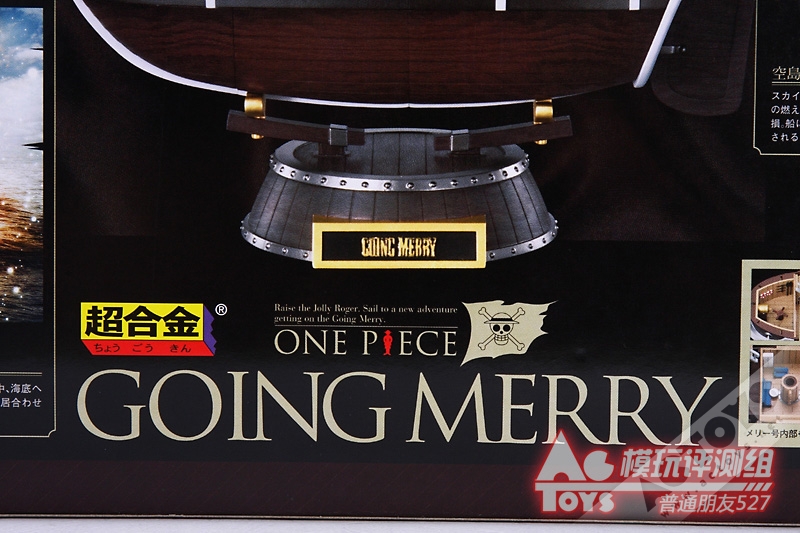 GOING MERRY
空島
スカイ
の燃え
損。船に
される
超合金®
ちょう ごう きん
Raise the Jolly Roger. Sail to a new adventure
getting on the Going Merry.
ONE PIECE
GOING MERRY
中、海底へ
居合わせ
メリー号内部
AC TOYS
模玩评测组
普通朋友527